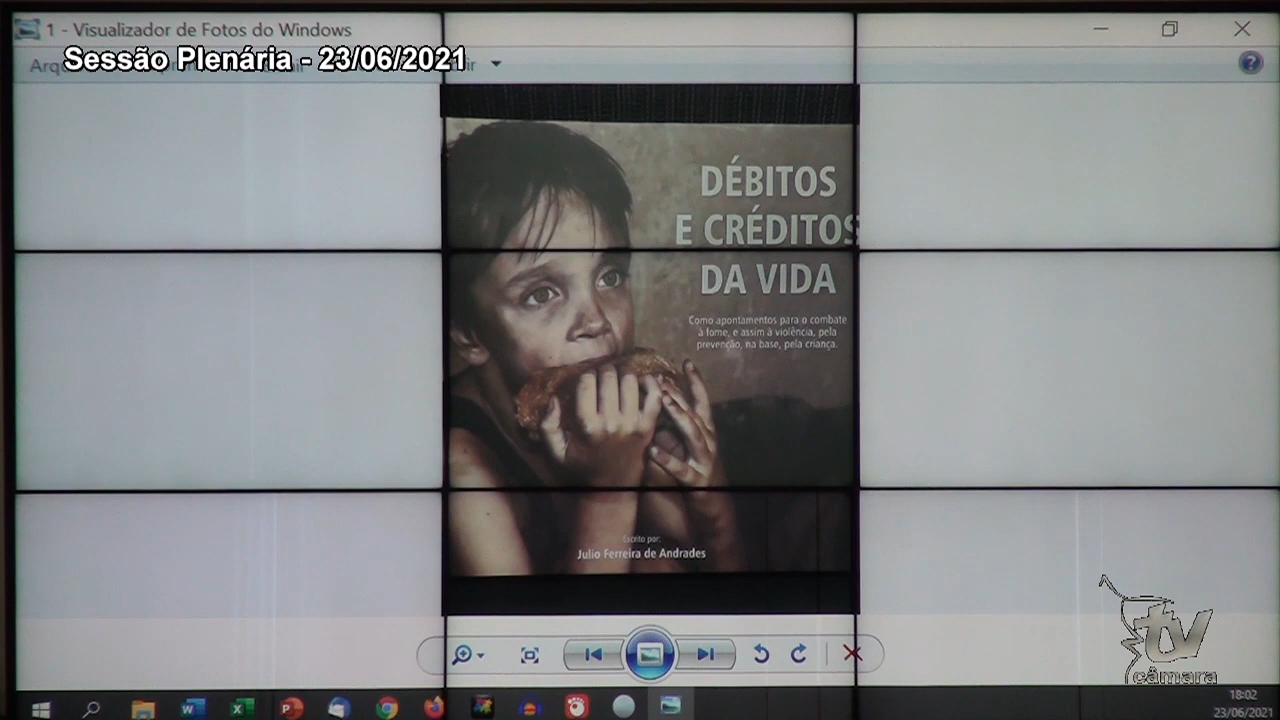 1 - Visualizador de Fotos do Windows
Sessão Plenária - 23/06/2021
DÉBITOS
E CRÉDITOS
DA VIDA
Como apontamentos para o combate
à fome, e assim à violência, pela
prevenção, na base, pela criança.
Escrito por:
Julio Ferreira de Andrades
tv
câmara
18:02
23/06/2021